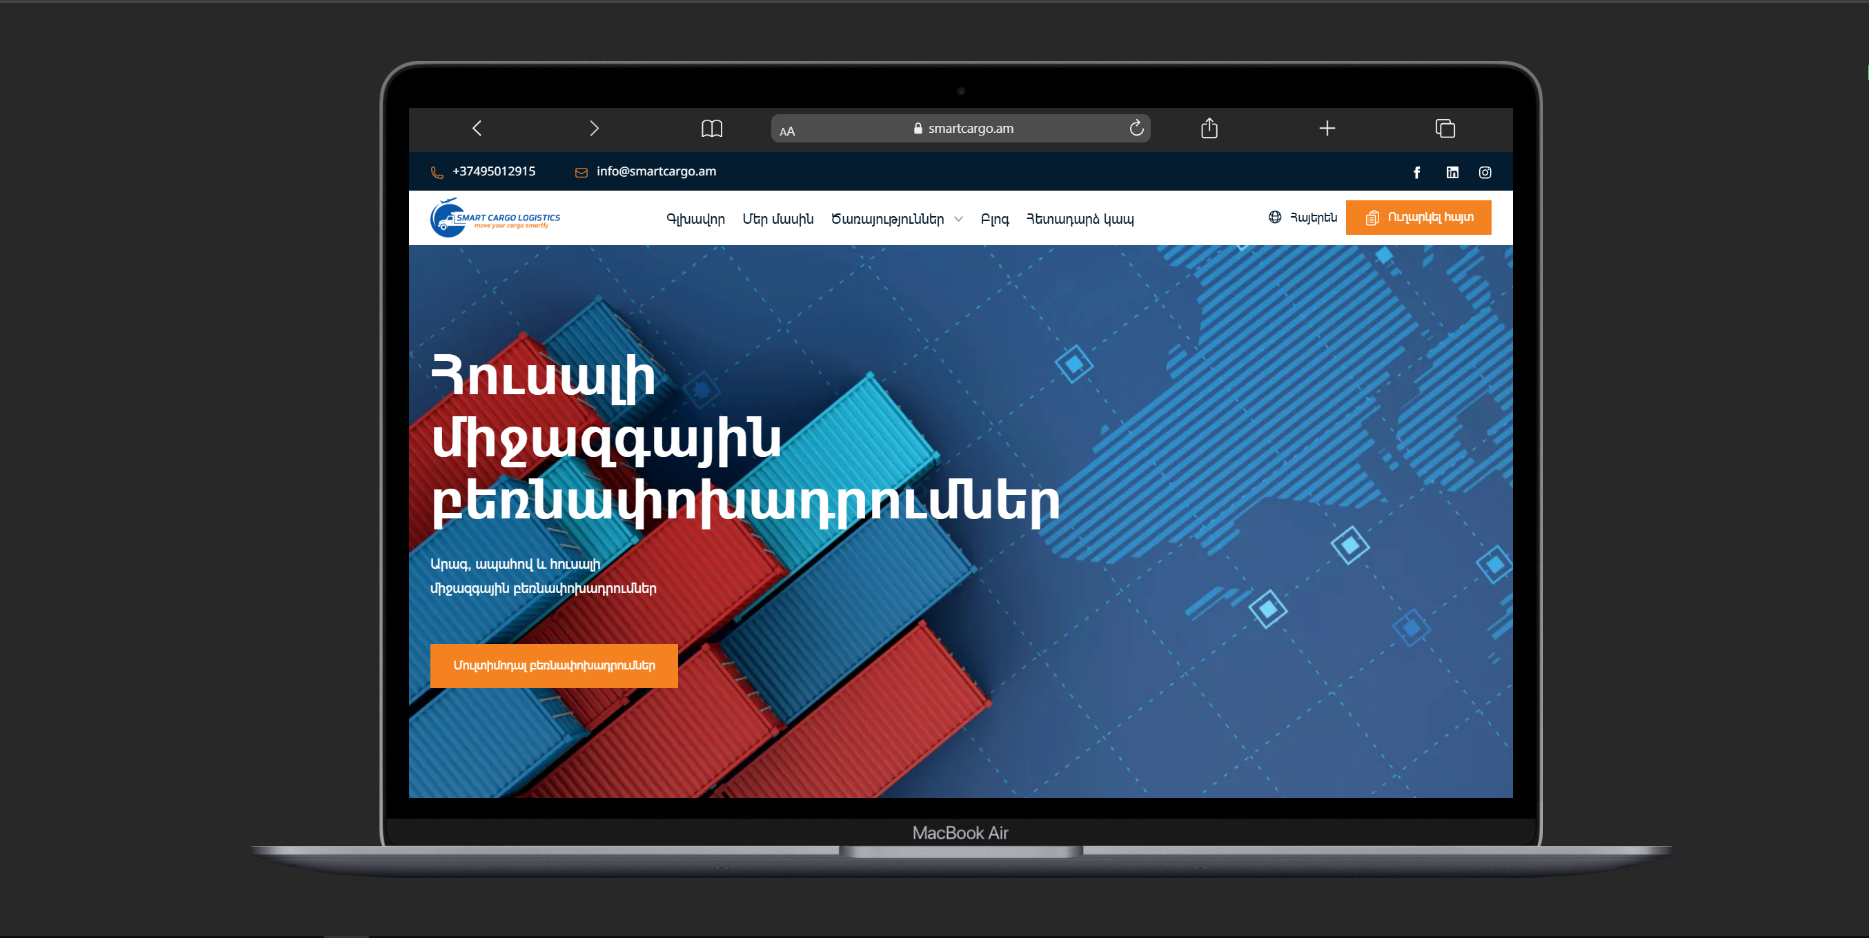 AA smartcargo.am
+37495012915 info@smartcargo.am
SMART CARGO LOGISTICS
move your cargo smartly
Գլխավոր Մեր մասին Ծառայություններ Բլոգ Հետադարձ կապ
Հայերեն Ուղարկել հայտ
Հուսալի
միջազգային
բեռնափոխադրումներ
Արագ, ապահով և հուսալի
միջազգային բեռնափոխադրումներ
Մուլտիմոդալ բեռնափոխադրումներ
MacBook Air